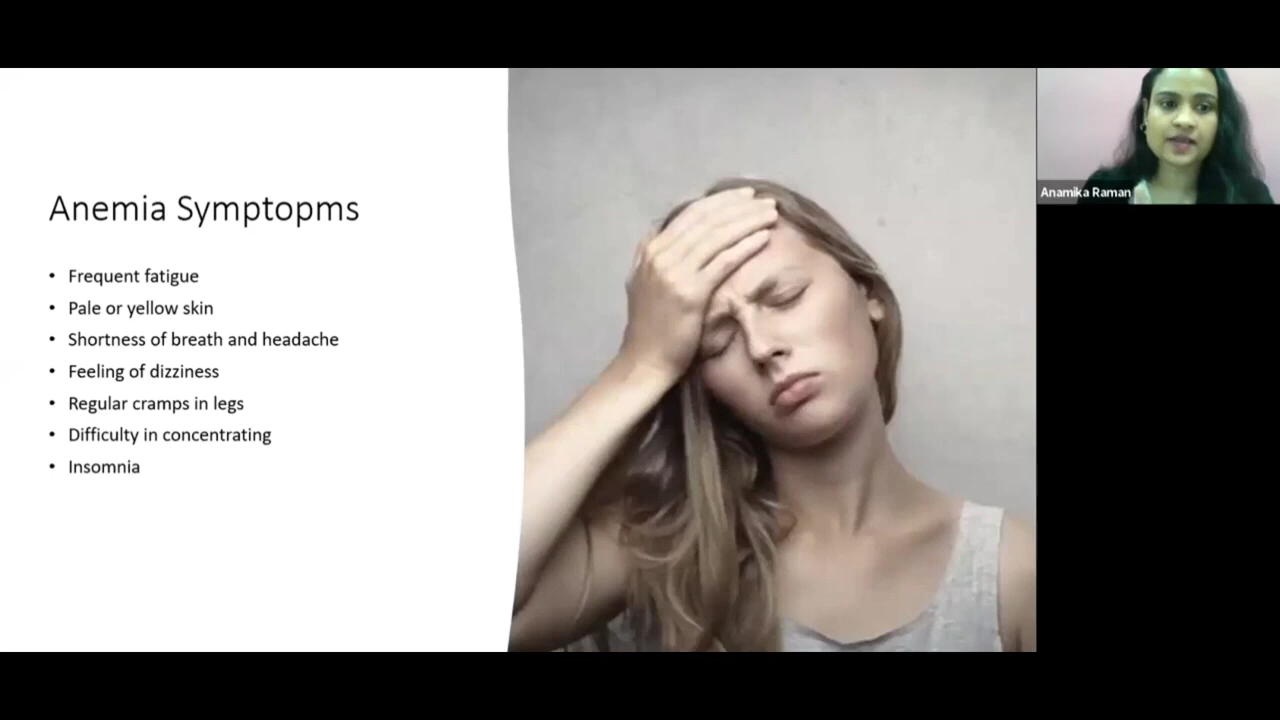 Anemia Symptopms
• Frequent fatigue
• Pale or yellow skin
• Shortness of breath and headache
• Feeling of dizziness
• Regular cramps in legs
• Difficulty in concentrating
• Insomnia
Anamika Raman